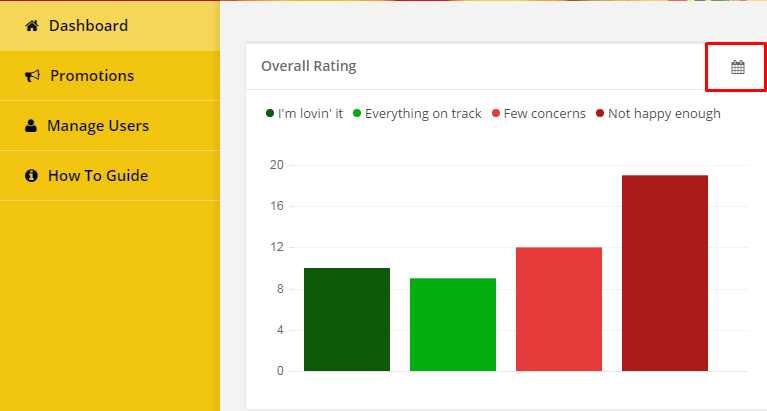 Dashboard
Promotions
Manage Users
How To Guide
Overall Rating
I'm lovin' it Everything on track Few concerns Not happy enough
20
16
12
8
4
0